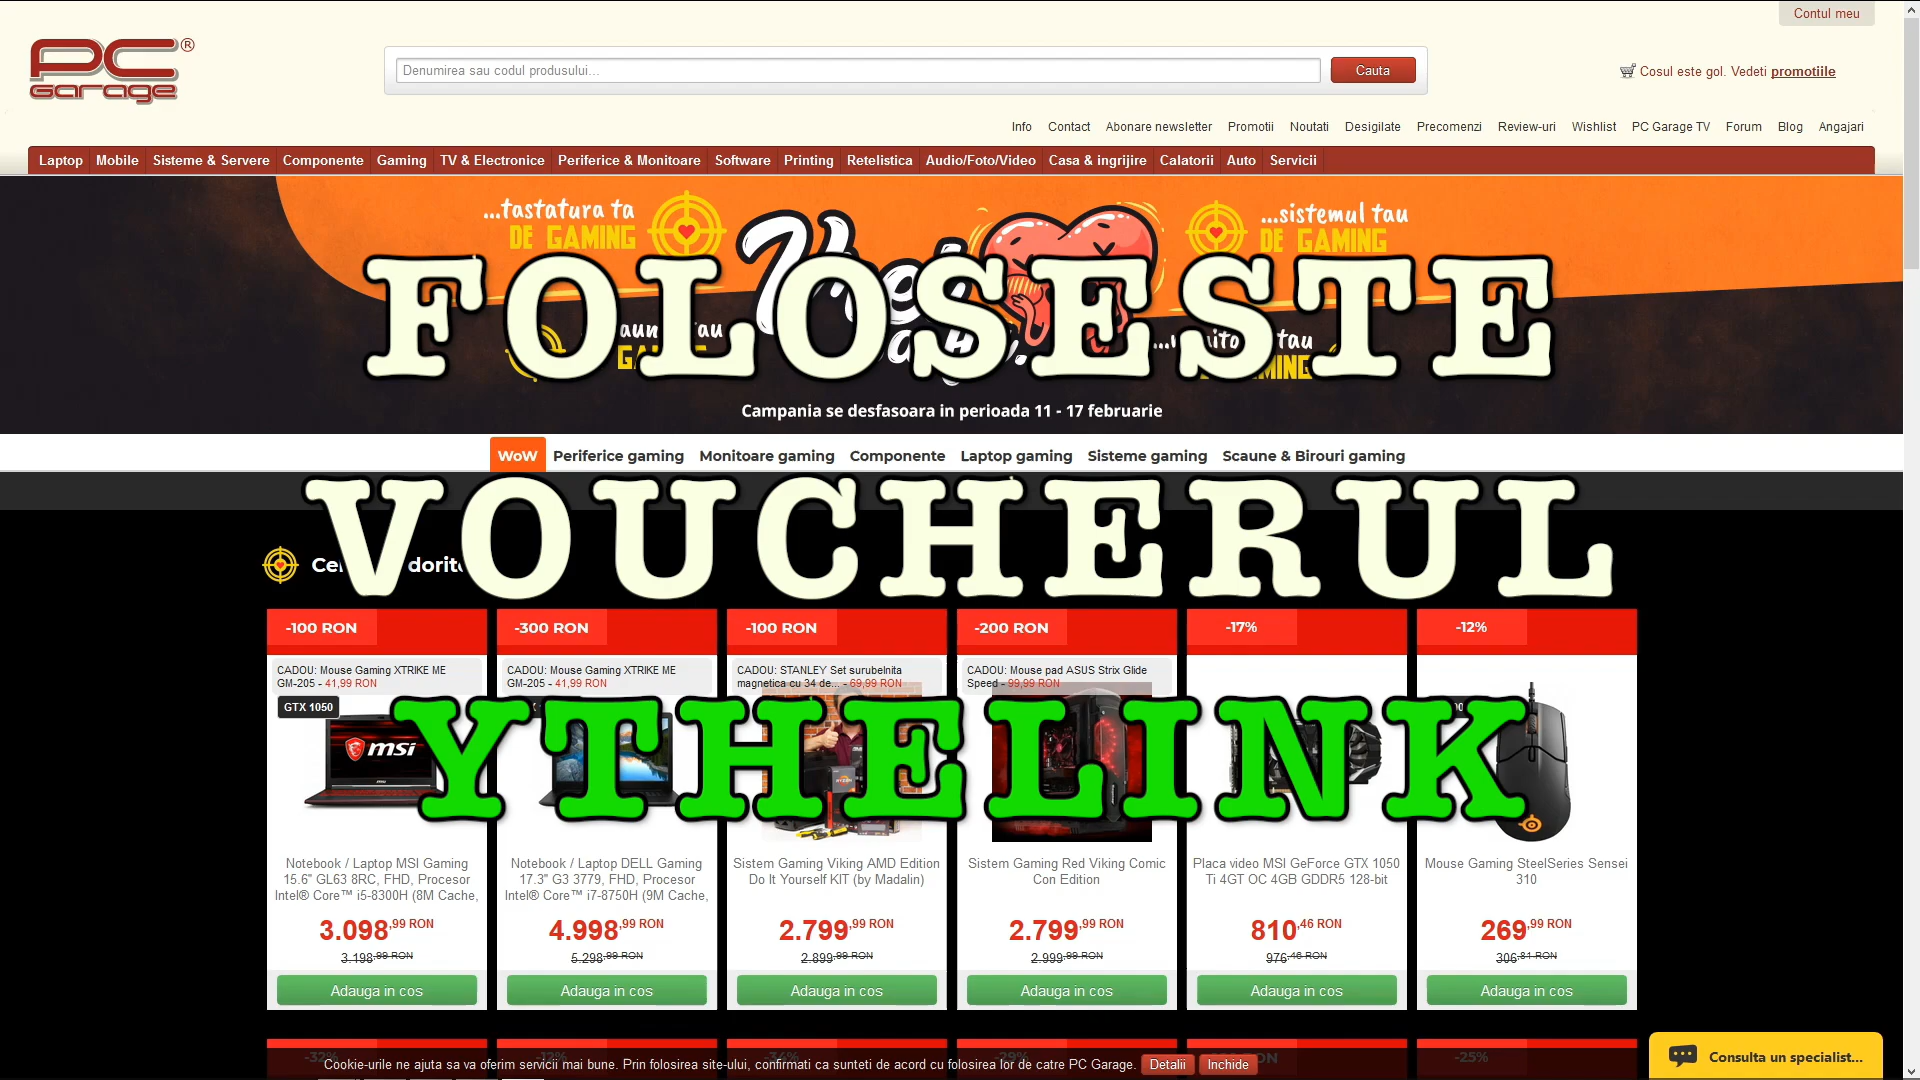 Contul meu
PC Garage®
Denumirea sau codul produsului...
Cauta
Cosul este gol. Vedeti promotiile
Info Contact Abonare newsletter Promotii Noutati Desigilate Precomenzi Review-uri Wishlist PC Garage TV Forum Blog Angajari
Laptop Mobile Sisteme & Servere Componente Gaming TV & Electronice Periferice & Monitoare Software Printing Retelistica Audio/Foto/Video Casa & ingrijire Calatorii Auto Servicii
...tastatura ta
DE GAMING
...sistemul tau
DE GAMING
FOLOSESTE
tau
Campania se desfasoara in perioada 11 - 17 februarie
WoW Periferice gaming Monitoare gaming Componente Laptop gaming Sisteme gaming Scaune & Birouri gaming
VOUCHERUL
-100 RON -300 RON -100 RON -200 RON -17% -12%
CADOU: Mouse Gaming XTRIKE ME
GM-205 - 41,99 RON
CADOU: Mouse Gaming XTRIKE ME
GM-205 - 41,99 RON
CADOU: STANLEY Set surubelnita
magnetica cu 34 de... - 69,99 RON
CADOU: Mouse pad ASUS Strix Glide
Speed - 99,99 RON
GTX 1050
msi
YTHELINK
Notebook / Laptop MSI Gaming
15.6" GL63 8RC, FHD, Procesor
Intel® Core™ i5-8300H (8M Cache,
3.098,99 RON
3.198,99 RON
Adauga in cos
Notebook / Laptop DELL Gaming
17.3" G3 3779, FHD, Procesor
Intel® Core™ i7-8750H (9M Cache,
4.998,99 RON
5.298,99 RON
Adauga in cos
Sistem Gaming Viking AMD Edition
Do It Yourself KIT (by Madalin)
2.799,99 RON
2.899,99 RON
Adauga in cos
Sistem Gaming Red Viking Comic
Con Edition
2.799,99 RON
2.999,99 RON
Adauga in cos
Placa video MSI GeForce GTX 1050
Ti 4GT OC 4GB GDDR5 128-bit
810,46 RON
976,46 RON
Adauga in cos
Mouse Gaming SteelSeries Sensei
310
269,99 RON
306,81 RON
Adauga in cos
-32% -12% -34% -29% -25%
Cookie-urile ne ajuta sa va oferim servicii mai bune. Prin folosirea site-ului, confirmati ca sunteti de acord cu folosirea lor de catre PC Garage. Detalii Inchide
Consulta un specialist...